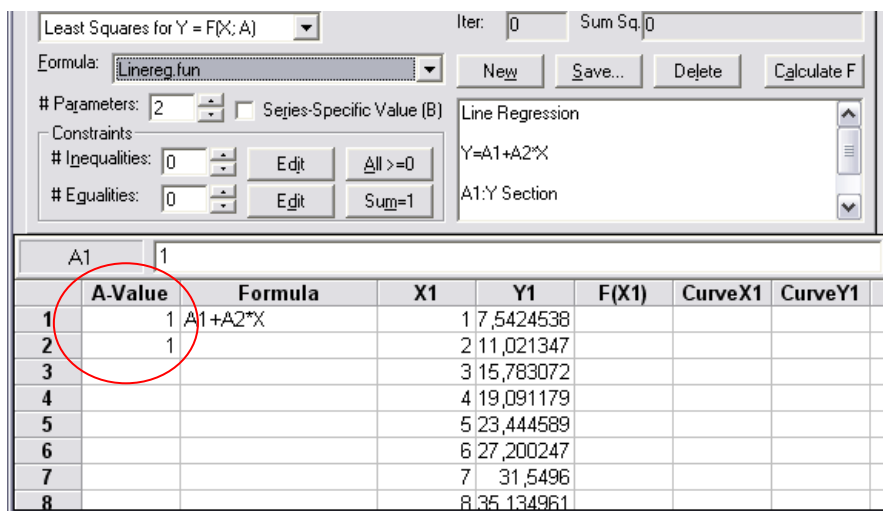 Least Squares for Y = F(X; A) Iter: 0 Sum Sq. 0
Formula: Linereg.fun New Save... Delete Calculate F
# Parameters: 2 Series-Specific Value (B)
Line Regression
Constraints
# Inequalities: 0 Edit All >=0
Y=A1+A2*X
# Equalities: 0 Edit Sum=1
A1:Y Section
A1 1
A-Value Formula X1 Y1 F(X1) CurveX1 CurveY1
1 1 A1+A2*X 1 7,5424538
2 1 2 11,021347
3 3 15,783072
4 4 19,091179
5 5 23,444589
6 6 27,200247
7 7 31,5496
8 8 35,134961